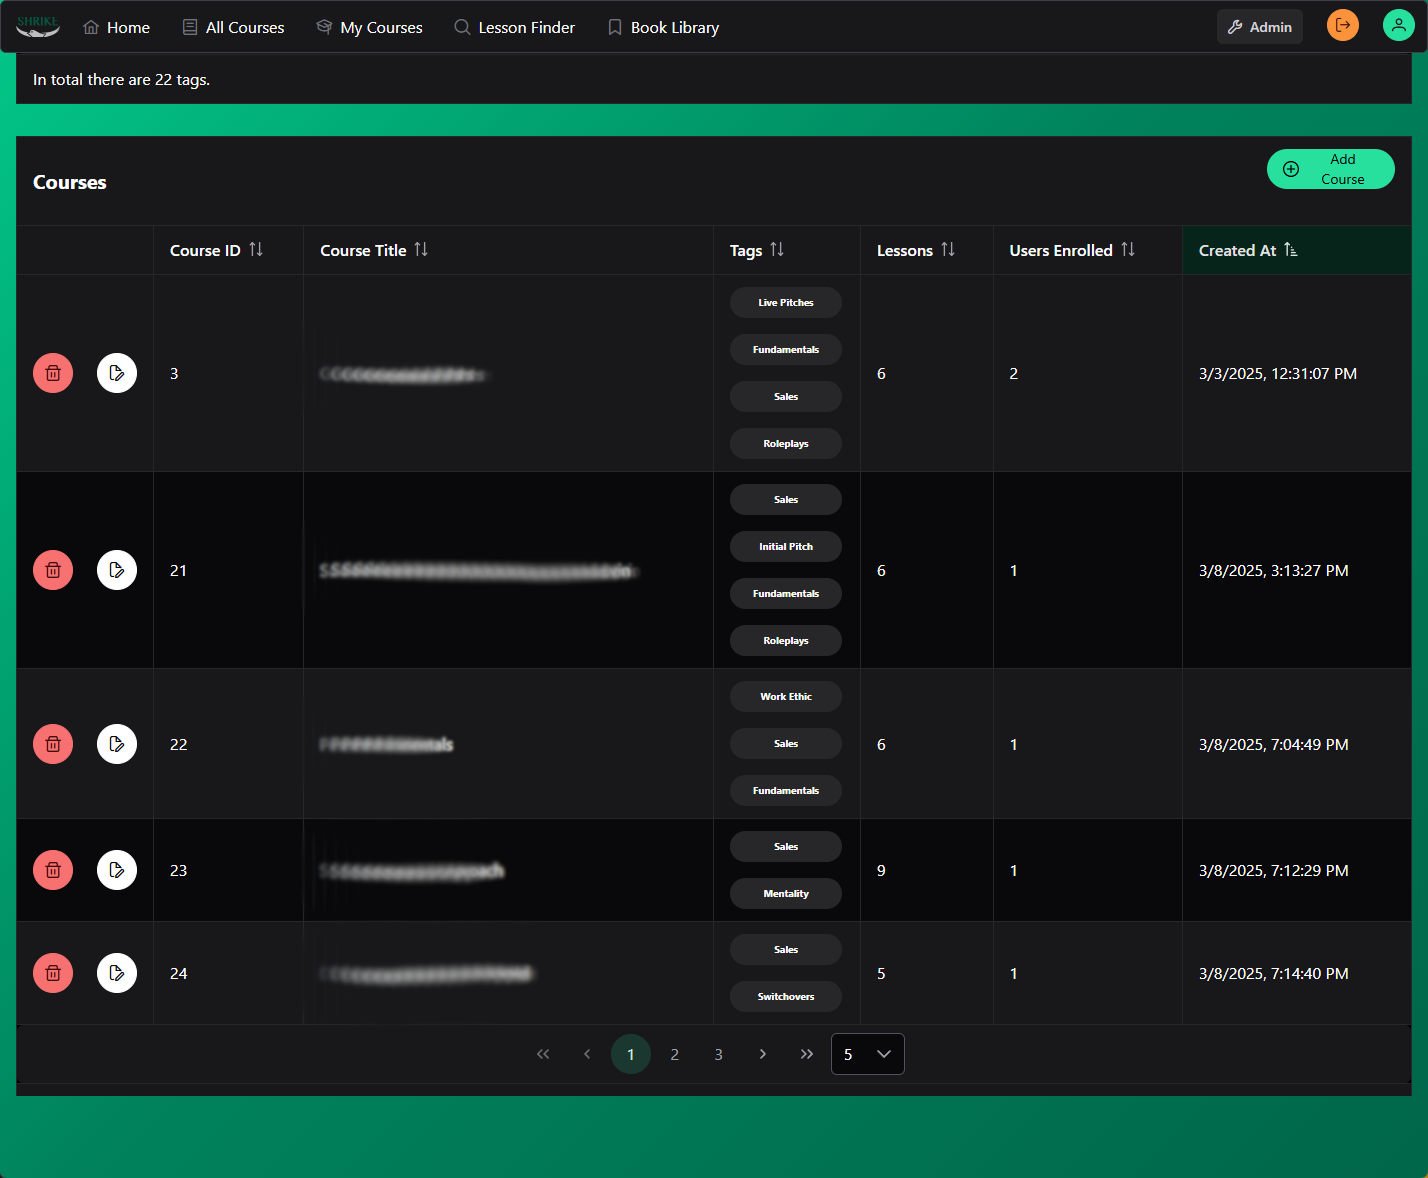 SHRIKE
Home
All Courses
My Courses
Lesson Finder
Book Library
Admin
In total there are 22 tags.
Courses
Add
Course
Course ID
Course Title
Tags
Lessons
Users Enrolled
Created At
3
Live Pitches
Fundamentals
Sales
Roleplays
6
2
3/3/2025, 12:31:07 PM
21
Sales
Initial Pitch
Fundamentals
Roleplays
6
1
3/8/2025, 3:13:27 PM
22
Work Ethic
Sales
Fundamentals
6
1
3/8/2025, 7:04:49 PM
23
Sales
Mentality
9
1
3/8/2025, 7:12:29 PM
24
Sales
Switchovers
5
1
3/8/2025, 7:14:40 PM
1
2
3
5